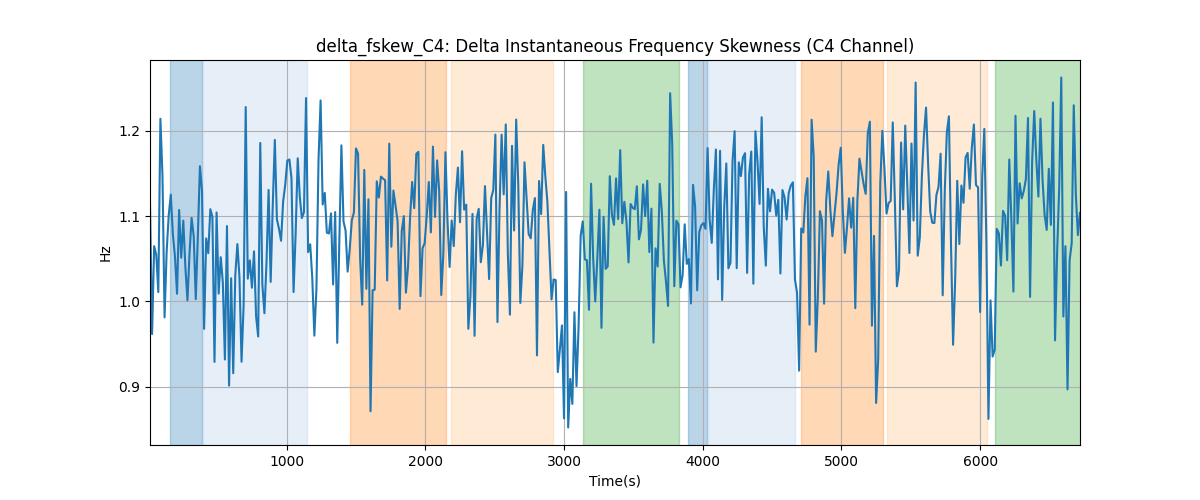 delta_fskew_C4: Delta Instantaneous Frequency Skewness (C4 Channel)
1.2
1.1
1.0
0.9
Hz
1000 2000 3000 4000 5000 6000
Time(s)